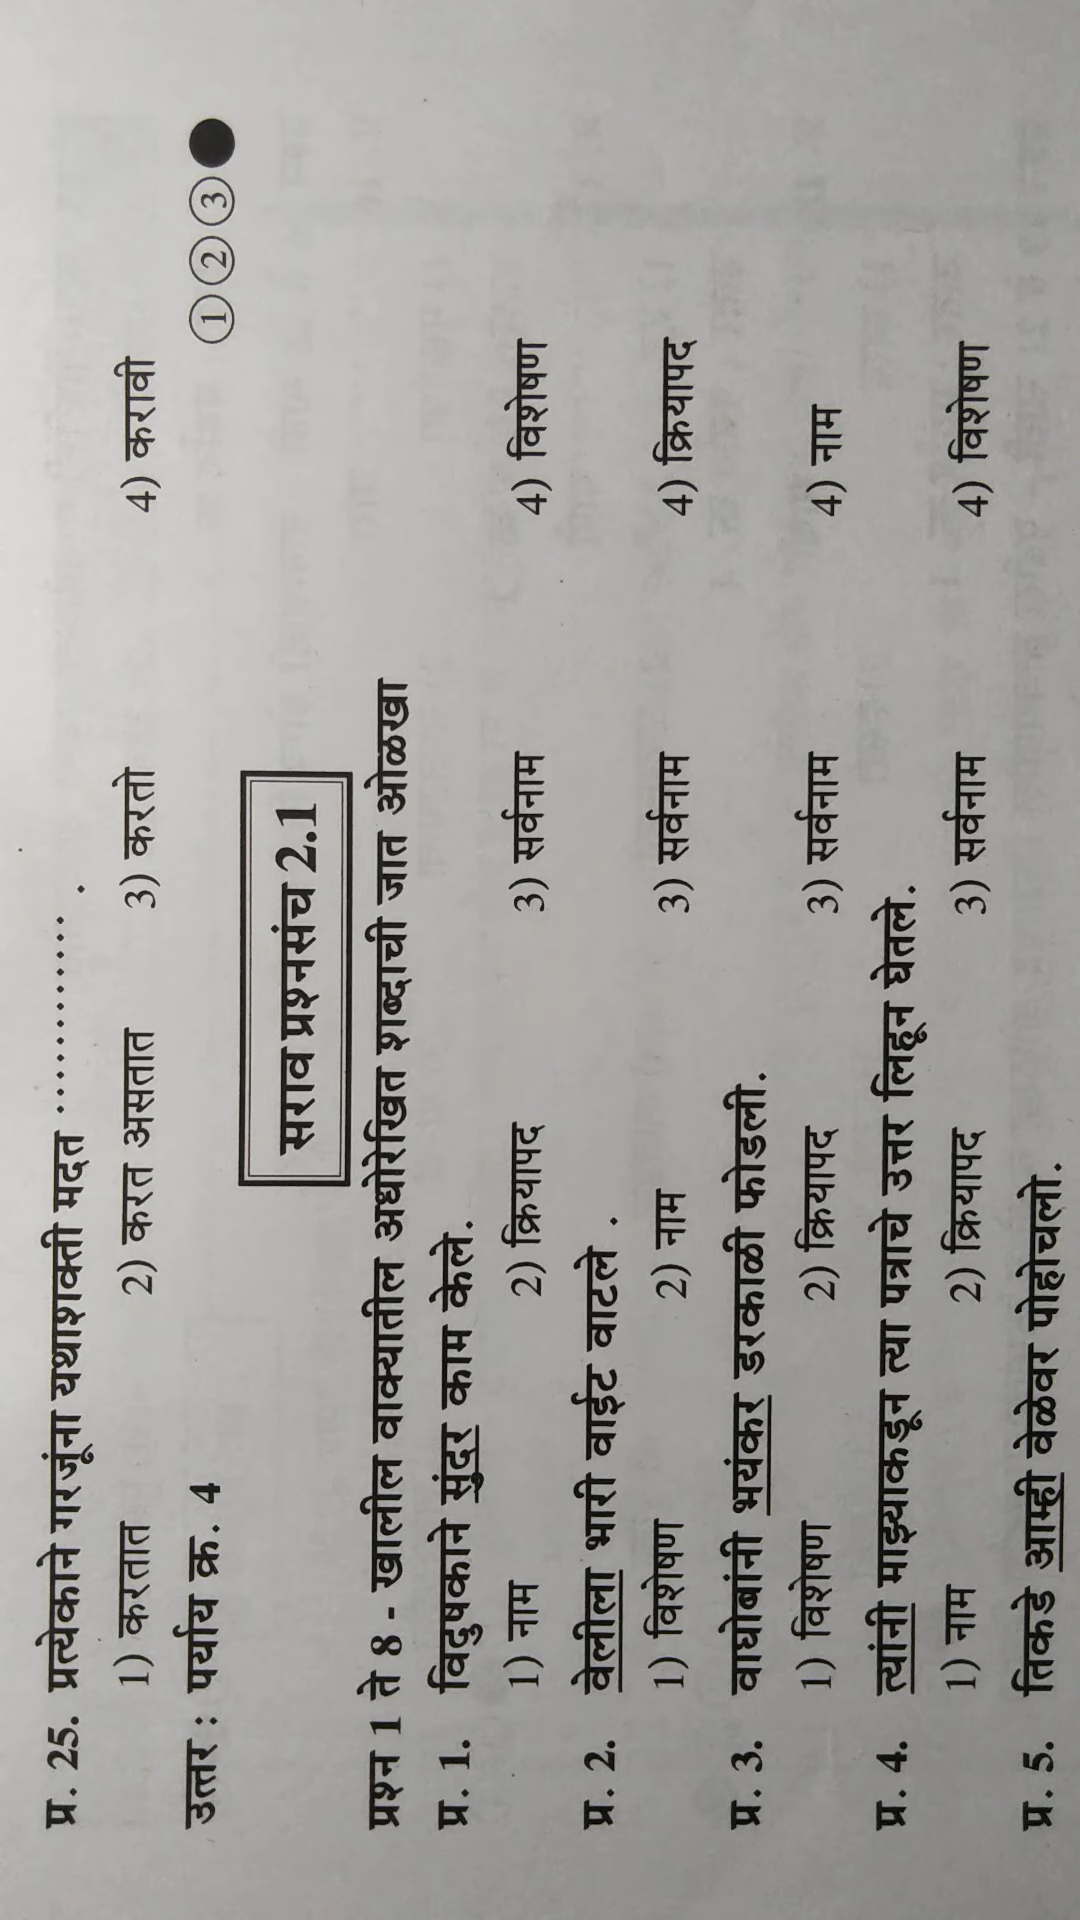 प्र. 25. प्रत्येकाने गरजूंना यथाशक्ती मदत ............ .
1) करतात 2) करत असतात 3) करतो 4) करावी
उत्तर : पर्याय क्र. 4 1 2 3
सराव प्रश्नसंच 2.1
प्रश्न 1 ते 8 - खालील वाक्यातील अधोरेखित शब्दाची जात ओळखा
प्र. 1. विदुषकाने सुंदर काम केले.
1) नाम 2) क्रियापद 3) सर्वनाम 4) विशेषण
प्र. 2. वेलीला भारी वाईट वाटले .
1) विशेषण 2) नाम 3) सर्वनाम 4) क्रियापद
प्र. 3. वाघोबांनी भयंकर डरकाळी फोडली.
1) विशेषण 2) क्रियापद 3) सर्वनाम 4) नाम
प्र. 4. त्यांनी माझ्याकडून त्या पत्राचे उत्तर लिहून घेतले.
1) नाम 2) क्रियापद 3) सर्वनाम 4) विशेषण
प्र. 5. तिकडे आम्ही वेळेवर पोहोचलो.